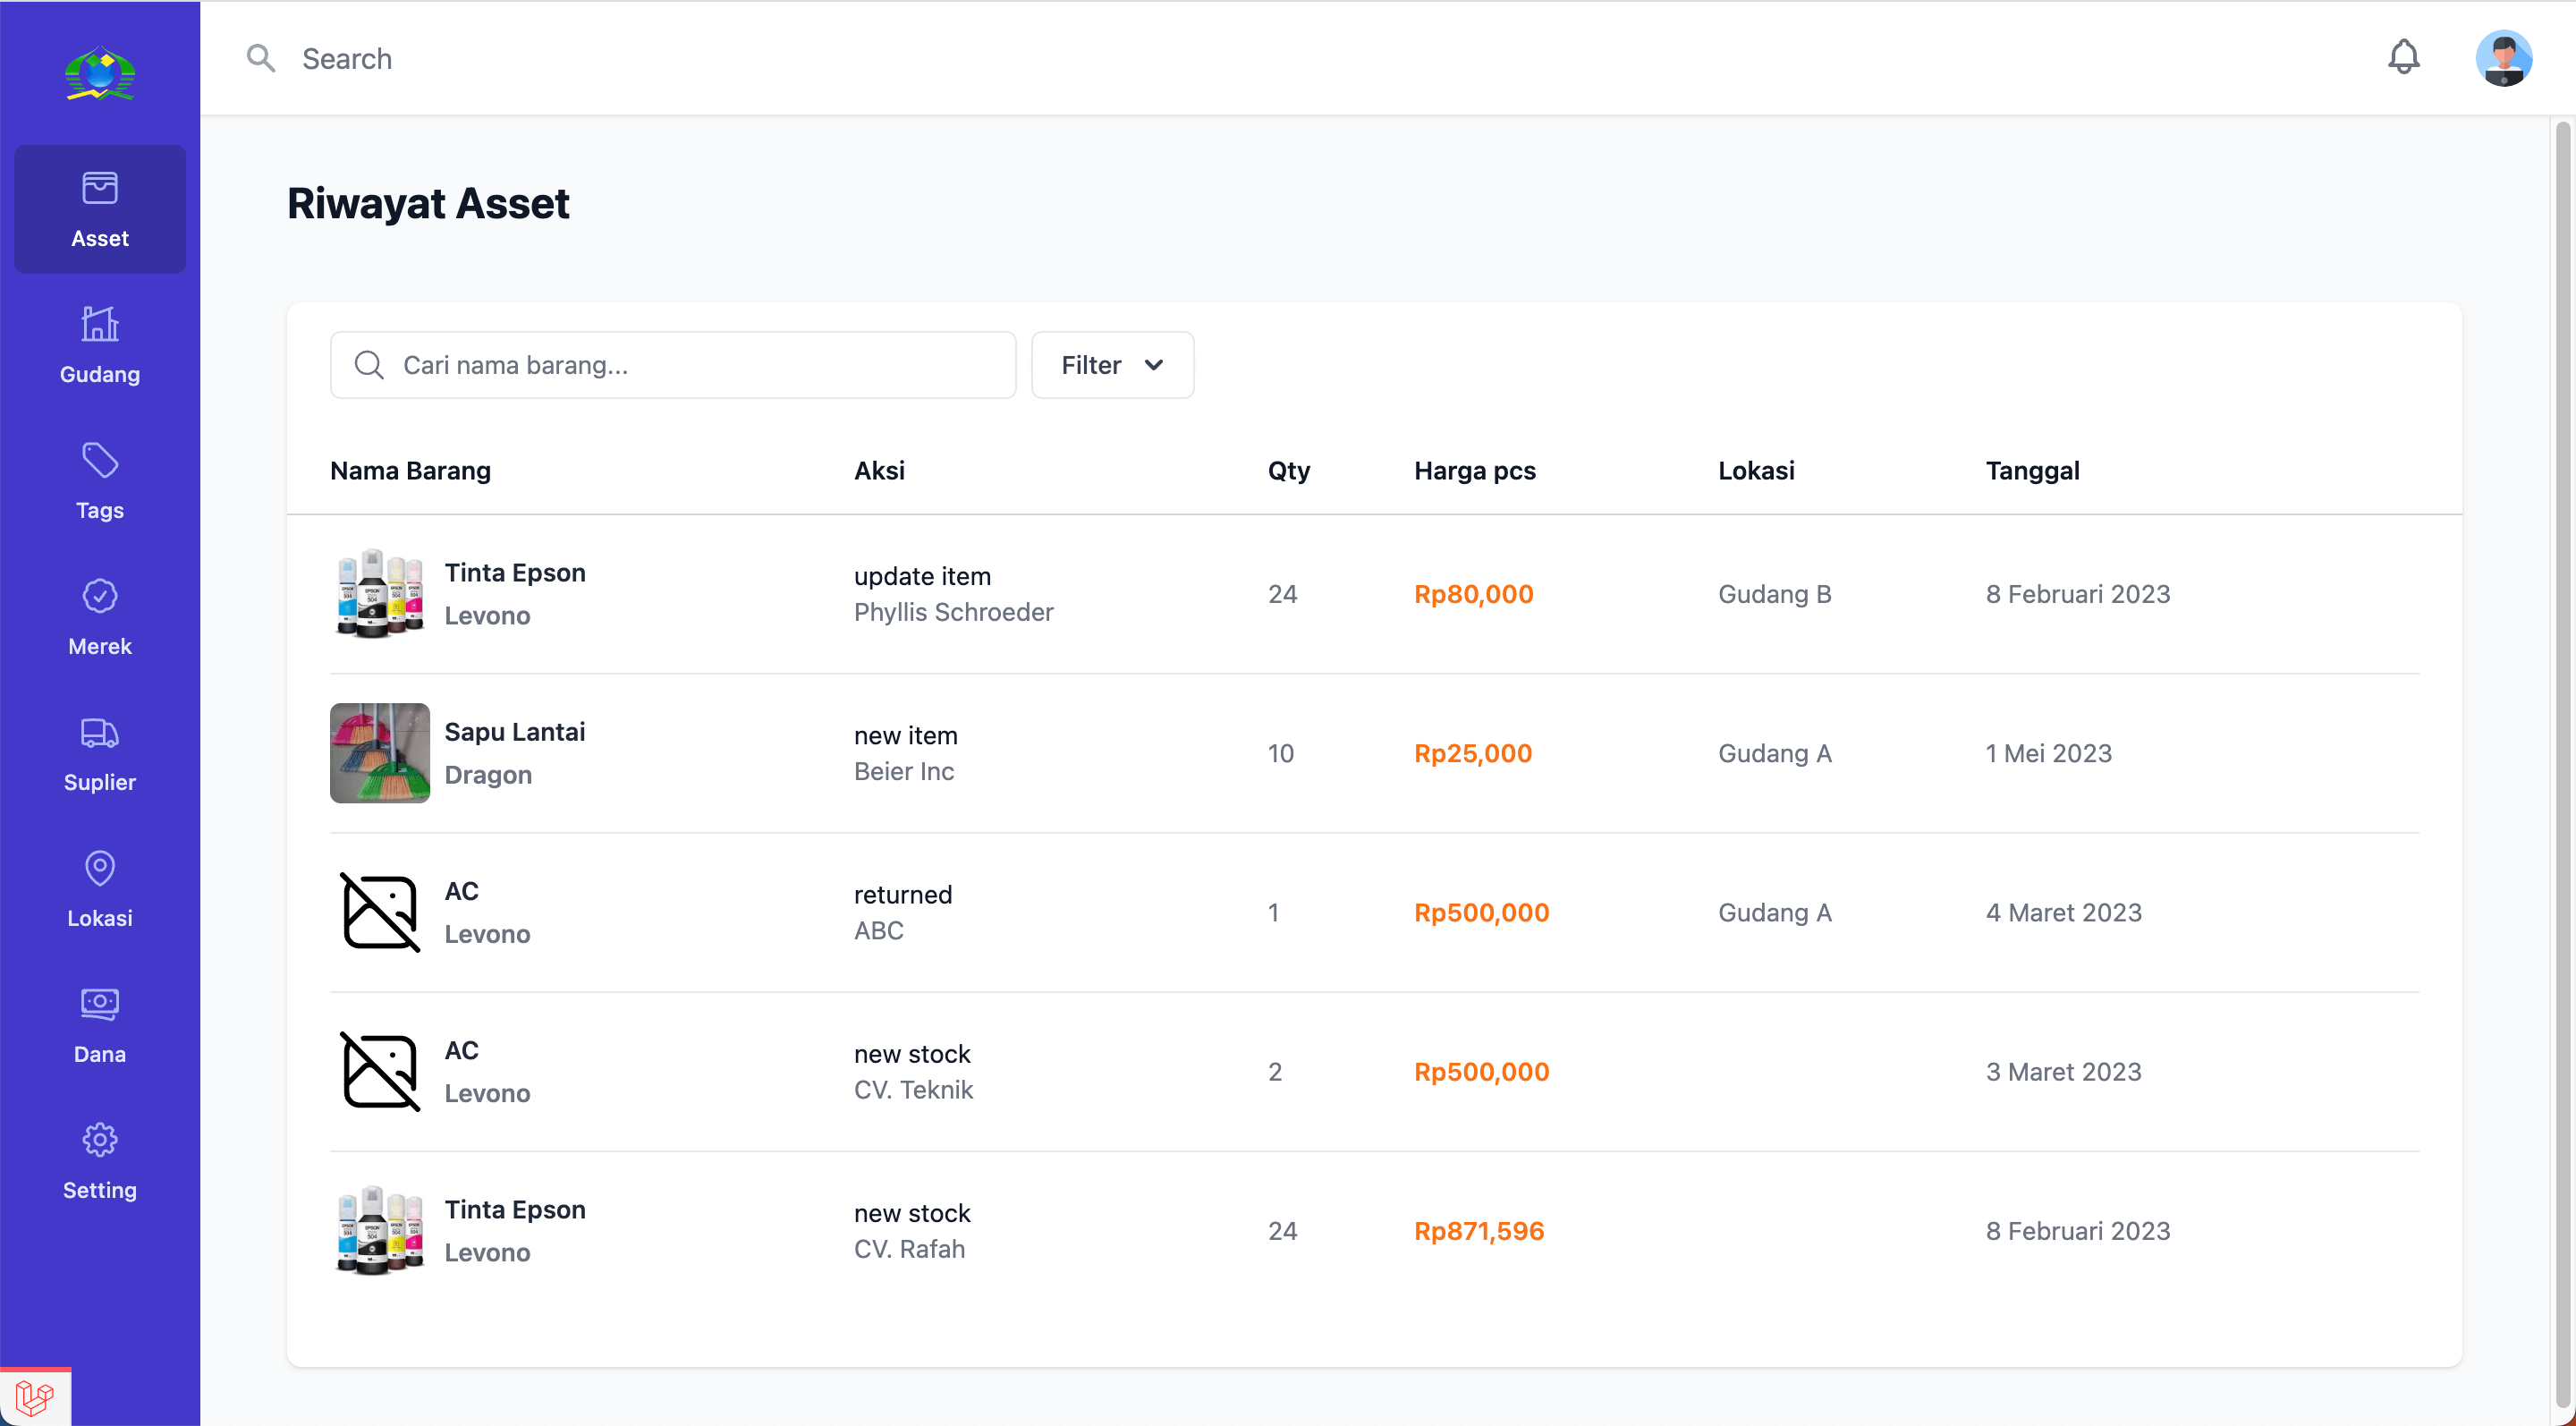 Search
Asset
Gudang
Tags
Merek
Suplier
Lokasi
Dana
Setting
Riwayat Asset
Cari nama barang...
Filter
Nama Barang Aksi Qty Harga pcs Lokasi Tanggal
Tinta Epson
Levono
update item
Phyllis Schroeder
24 Rp80,000 Gudang B 8 Februari 2023
Sapu Lantai
Dragon
new item
Beier Inc
10 Rp25,000 Gudang A 1 Mei 2023
AC
Levono
returned
ABC
1 Rp500,000 Gudang A 4 Maret 2023
AC
Levono
new stock
CV. Teknik
2 Rp500,000 3 Maret 2023
Tinta Epson
Levono
new stock
CV. Rafah
24 Rp871,596 8 Februari 2023